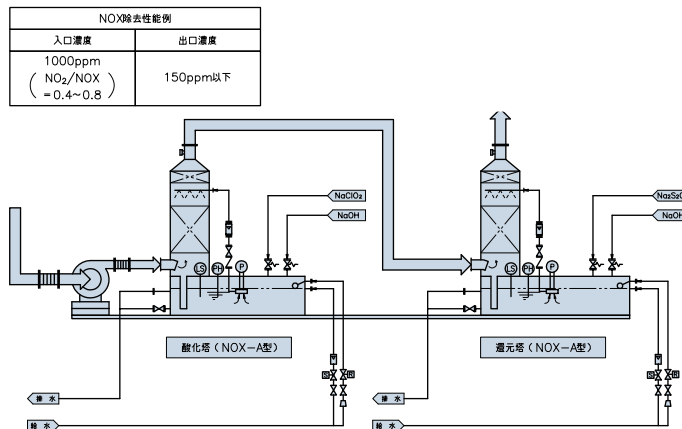 NOX除去性能例
入口濃度 出口濃度
1000ppm
(NO₂/NOX
=0.4~0.8)
150ppm以下
NaClO₂
NaOH
Na₂S₂O
NaOH
LS PH P
LS PH P
酸化塔(NOX-A型)
還元塔(NOX-A型)
S R
S R
排水
排水
給水
給水